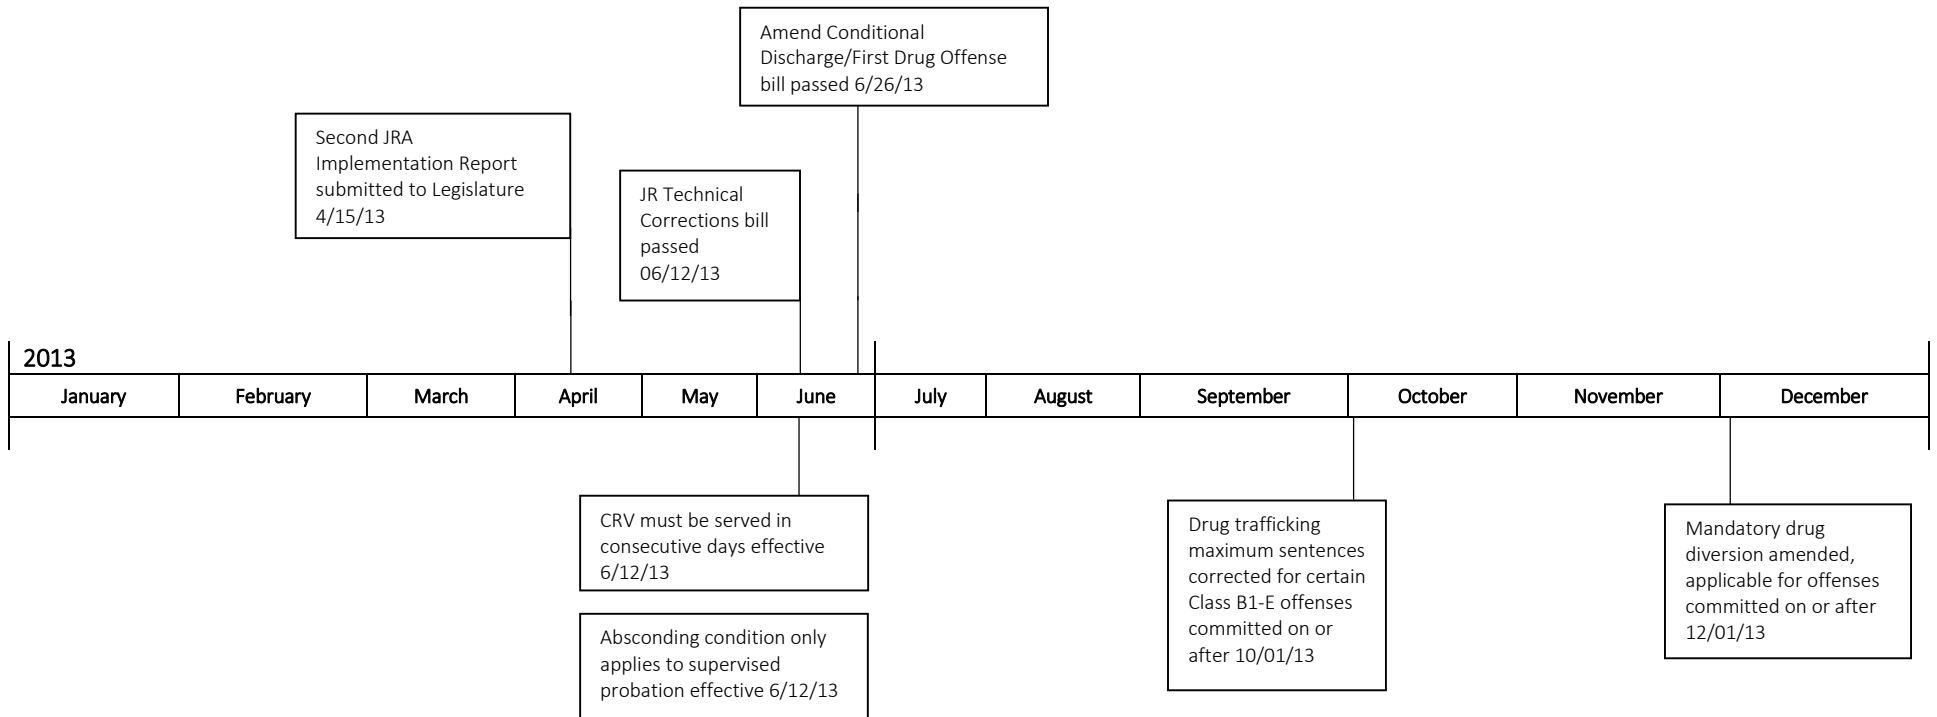 Amend Conditional
Discharge/First Drug Offense
bill passed 6/26/13
Second JRA
Implementation Report
submitted to Legislature
4/15/13
JR Technical
Corrections bill
passed
06/12/13
2013
January February March April May June July August September October November December
CRV must be served in
consecutive days effective
6/12/13
Absconding condition only
applies to supervised
probation effective 6/12/13
Drug trafficking
maximum sentences
corrected for certain
Class B1-E offenses
committed on or
after 10/01/13
Mandatory drug
diversion amended,
applicable for offenses
committed on or after
12/01/13